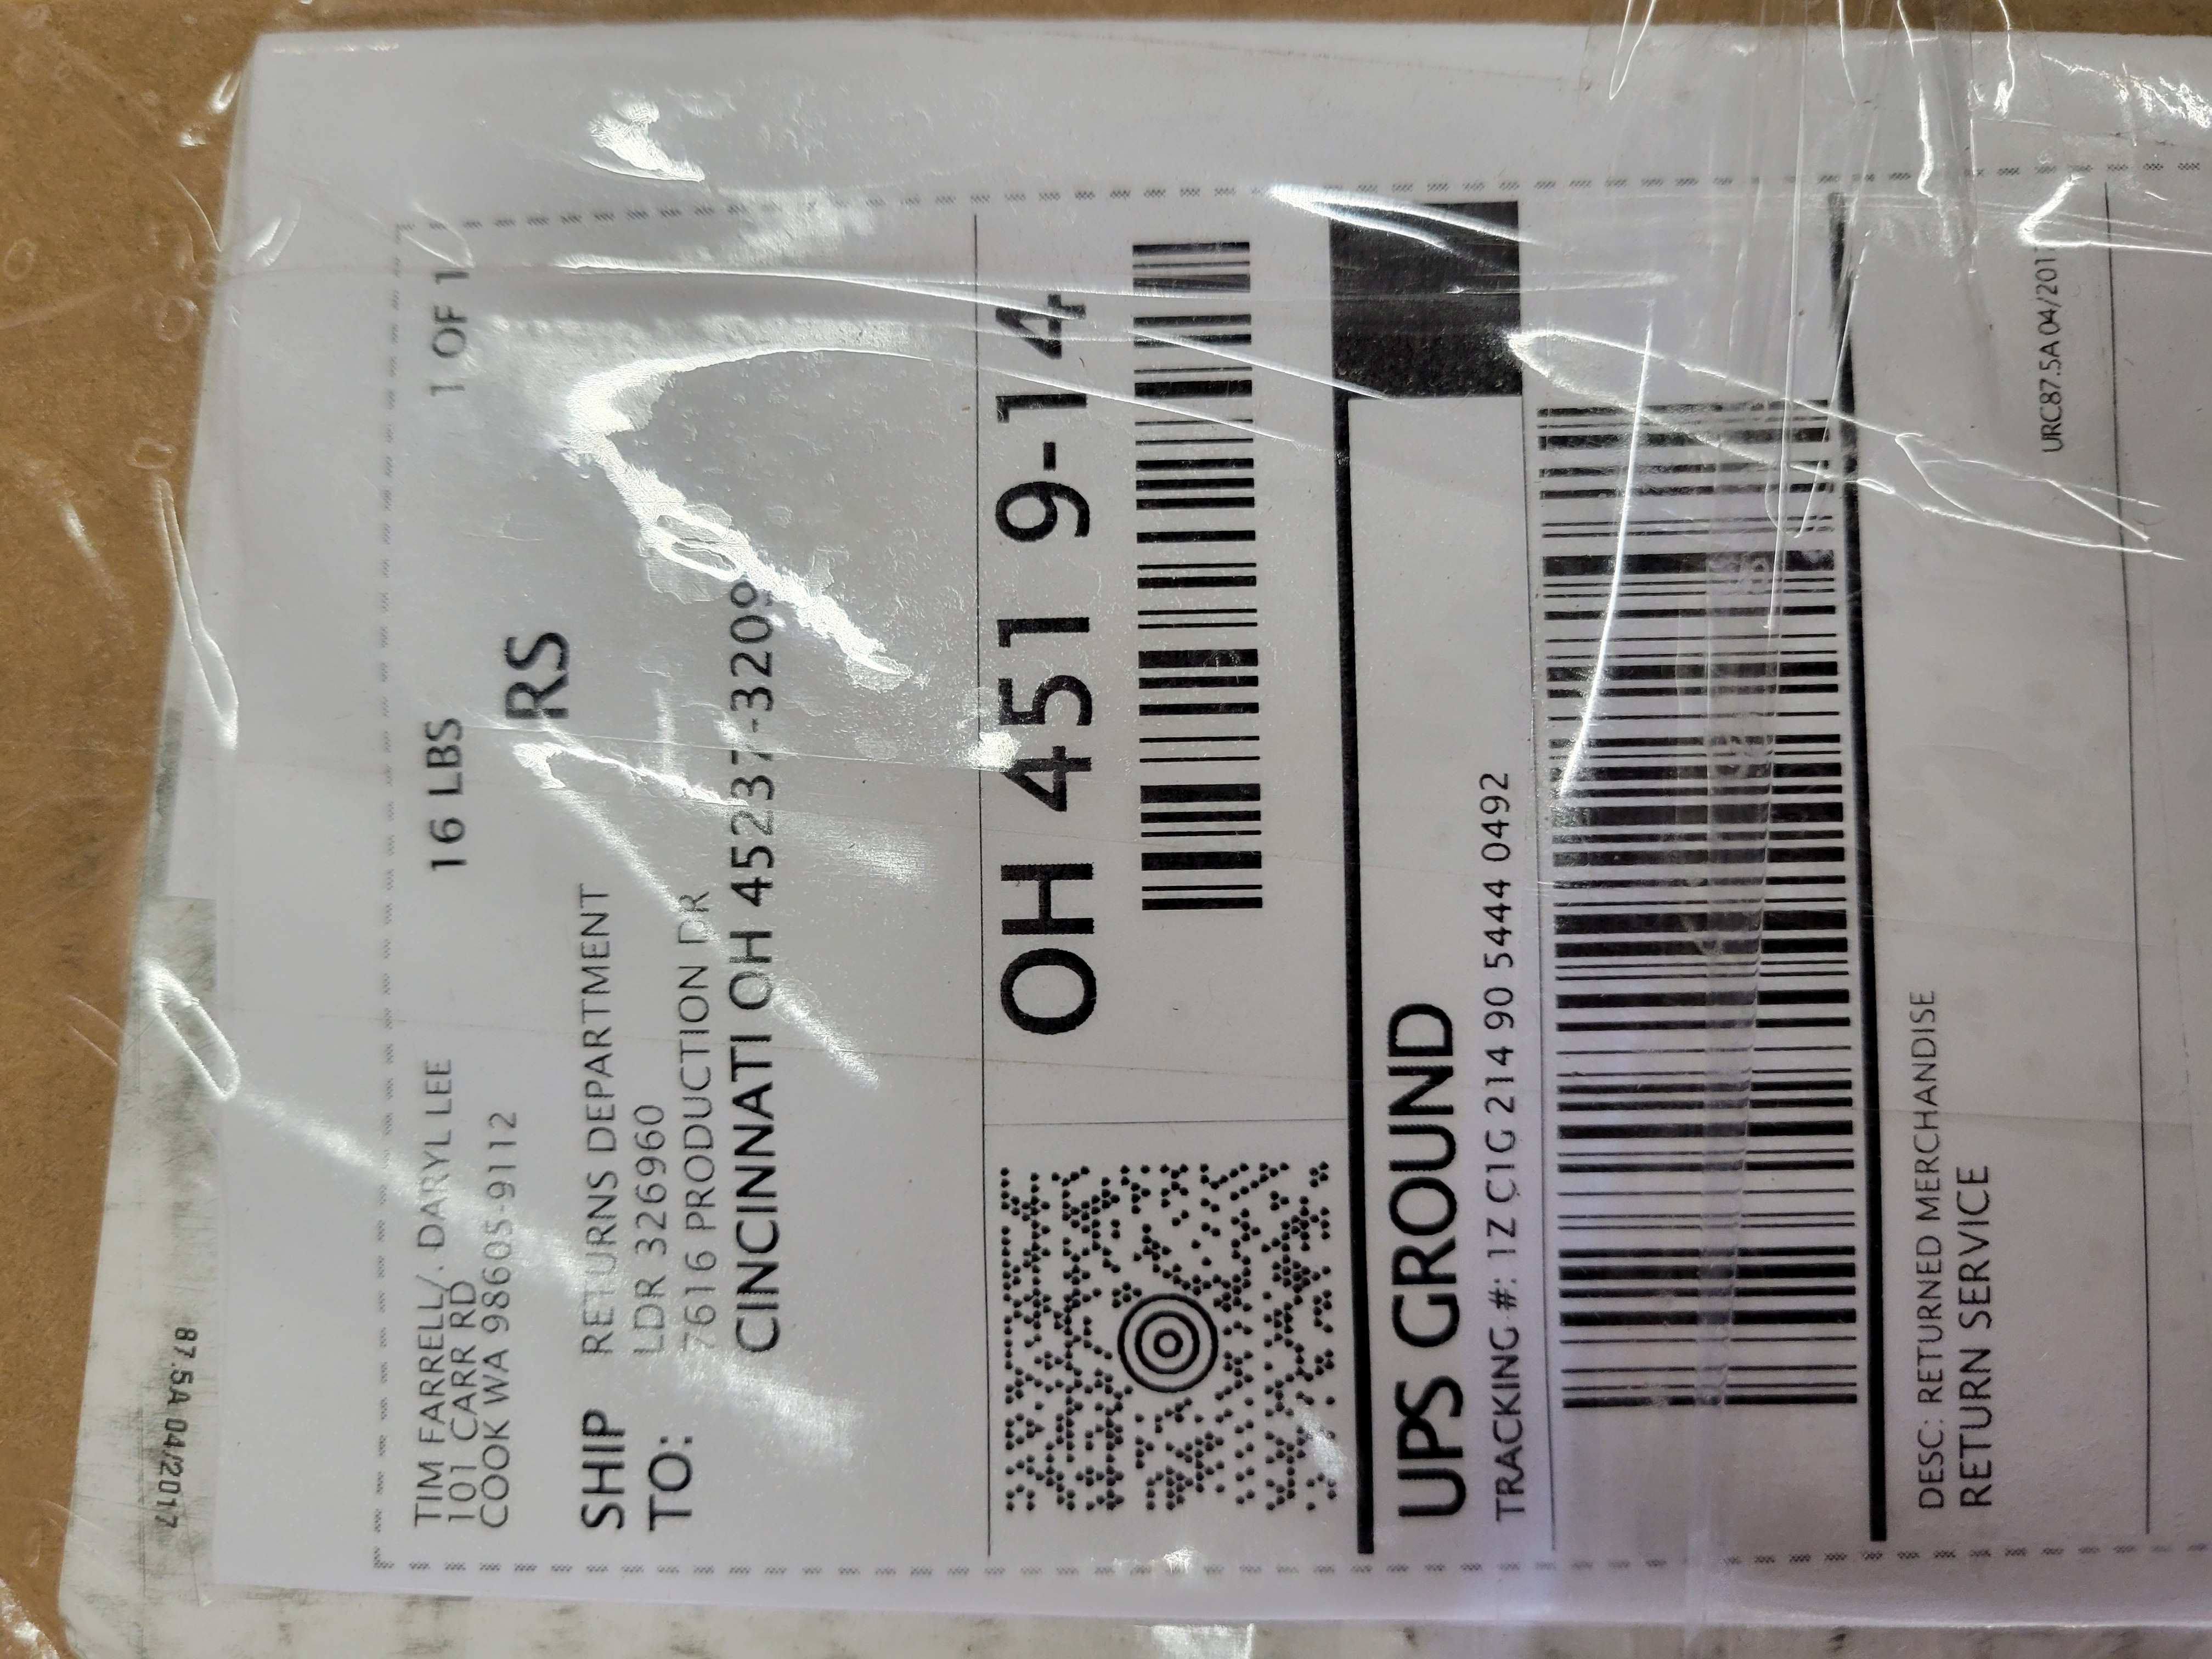 TIM FARRELL/. DARYL LEE
101 CARR RD
COOK WA 98605-9112
16 LBS
1 OF 1
RS
SHIP
TO:
RETURNS DEPARTMENT
LDR 326960
7616 PRODUCTION DR
CINCINNATI OH 45237-3209
OH 451 9-14
UPS GROUND
TRACKING #: 1Z C1G 214 90 5444 0492
DESC: RETURNED MERCHANDISE
RETURN SERVICE
URC87.5A 04/2017
87.5A 04/2017